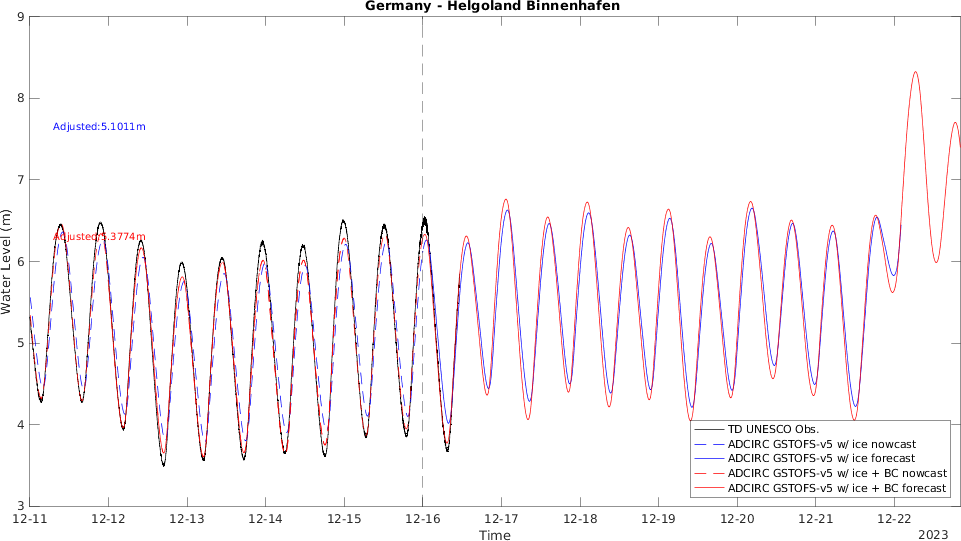 Germany - Helgoland Binnenhafen
9
8
7
6
5
4
3
Water Level (m)
Adjusted:5.1011m
Adjusted:5.3774m
TD UNESCO Obs.
ADCIRC GSTOFS-v5 w/ ice nowcast
ADCIRC GSTOFS-v5 w/ ice forecast
ADCIRC GSTOFS-v5 w/ ice + BC nowcast
ADCIRC GSTOFS-v5 w/ ice + BC forecast
12-11 12-12 12-13 12-14 12-15 12-16 12-17 12-18 12-19 12-20 12-21 12-22
Time
2023